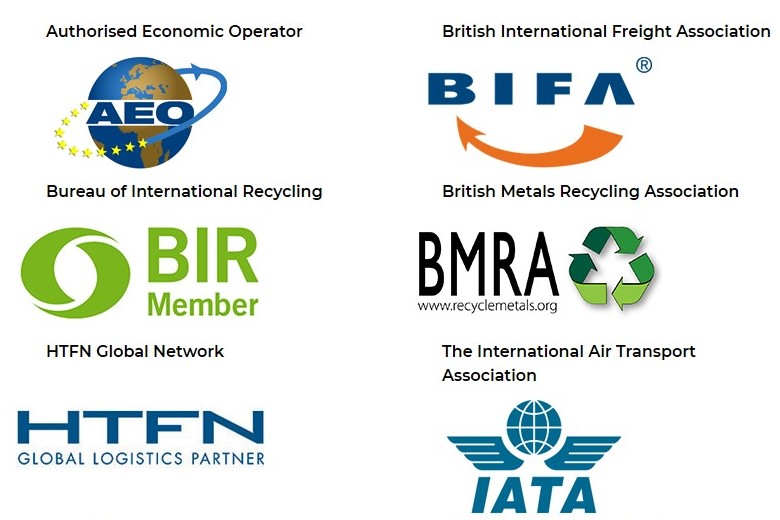 Authorised Economic Operator
British International Freight Association
AEO
BIFA®
Bureau of International Recycling
British Metals Recycling Association
BIR
Member
BMRA
www.recyclemetals.org
HTFN Global Network
The International Air Transport
Association
HTFN
GLOBAL LOGISTICS PARTNER
IATA